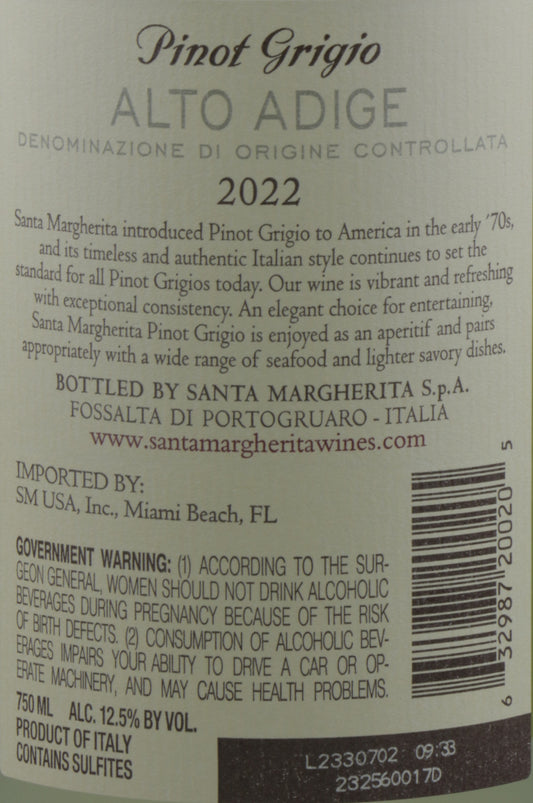 Pinot Grigio
ALTO ADIGE
DENOMINAZIONE DI ORIGINE CONTROLLATA
2022
Santa Margherita introduced Pinot Grigio to America in the early '70s,
and its timeless and authentic Italian style continues to set the
standard for all Pinot Grigios today. Our wine is vibrant and refreshing
with exceptional consistency. An elegant choice for entertaining,
Santa Margherita Pinot Grigio is enjoyed as an aperitif and pairs
appropriately with a wide range of seafood and lighter savory dishes.
BOTTLED BY SANTA MARGHERITA S.p.A.
FOSSALTA DI PORTOGRUARO - ITALIA
www.santamargheritawines.com
IMPORTED BY:
SM USA, Inc., Miami Beach, FL
GOVERNMENT WARNING: (1) ACCORDING TO THE SUR-
GEON GENERAL, WOMEN SHOULD NOT DRINK ALCOHOLIC
BEVERAGES DURING PREGNANCY BECAUSE OF THE RISK
OF BIRTH DEFECTS. (2) CONSUMPTION OF ALCOHOLIC BEV-
ERAGES IMPAIRS YOUR ABILITY TO DRIVE A CAR OR OP-
ERATE MACHINERY, AND MAY CAUSE HEALTH PROBLEMS.
750 ML ALC. 12.5% BY VOL.
PRODUCT OF ITALY
CONTAINS SULFITES
6 32987 20020 5
L2330702 09:33
232560017D